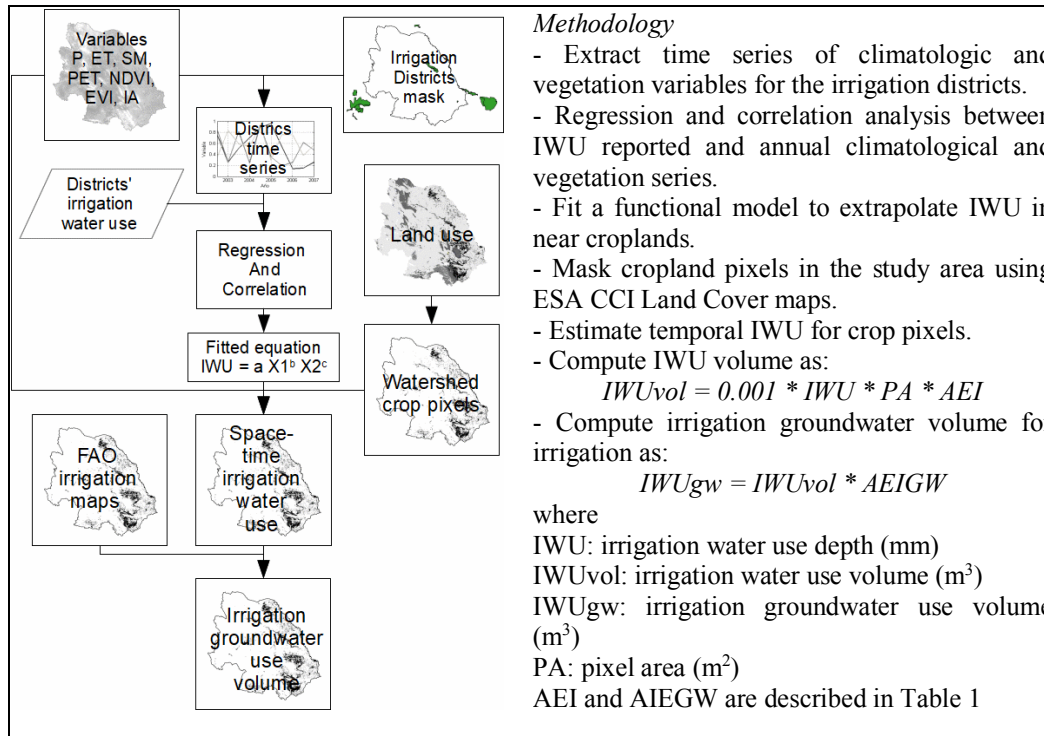 Variables
P, ET, SM,
PET, NDVI,
EVI, IA
Irrigation
Districts
mask
Districs
time
series
Districts'
irrigation
water use
Regression
And
Correlation
Land use
Fitted equation
IWU = a X1ᵇ X2ᶜ
Watershed
crop pixels
FAO
irrigation
maps
Space-
time
irrigation
water
use
Irrigation
groundwater
use
volume
Methodology
- Extract time series of climatologic and
vegetation variables for the irrigation districts.
- Regression and correlation analysis between
IWU reported and annual climatological and
vegetation series.
- Fit a functional model to extrapolate IWU in
near croplands.
- Mask cropland pixels in the study area using
ESA CCI Land Cover maps.
- Estimate temporal IWU for crop pixels.
- Compute IWU volume as:
IWUvol = 0.001 * IWU * PA * AEI
- Compute irrigation groundwater volume for
irrigation as:
IWUgw = IWUvol * AEIGW
where
IWU: irrigation water use depth (mm)
IWUvol: irrigation water use volume (m³)
IWUgw: irrigation groundwater use volume
(m³)
PA: pixel area (m²)
AEI and AIEGW are described in Table 1